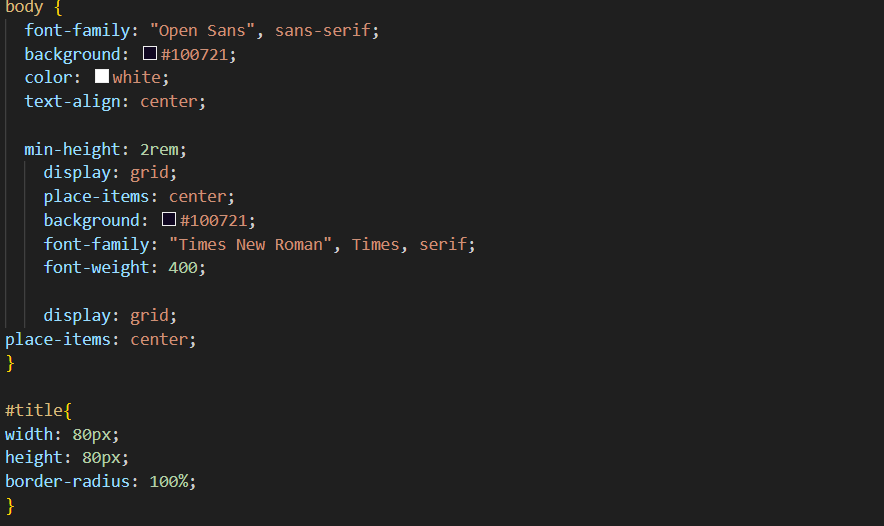 body {
font-family: "Open Sans", sans-serif;
background: #100721;
color: white;
text-align: center;
min-height: 2rem;
display: grid;
place-items: center;
background: #100721;
font-family: "Times New Roman", Times, serif;
font-weight: 400;
display: grid;
place-items: center;
}
#title{
width: 80px;
height: 80px;
border-radius: 100%;
}